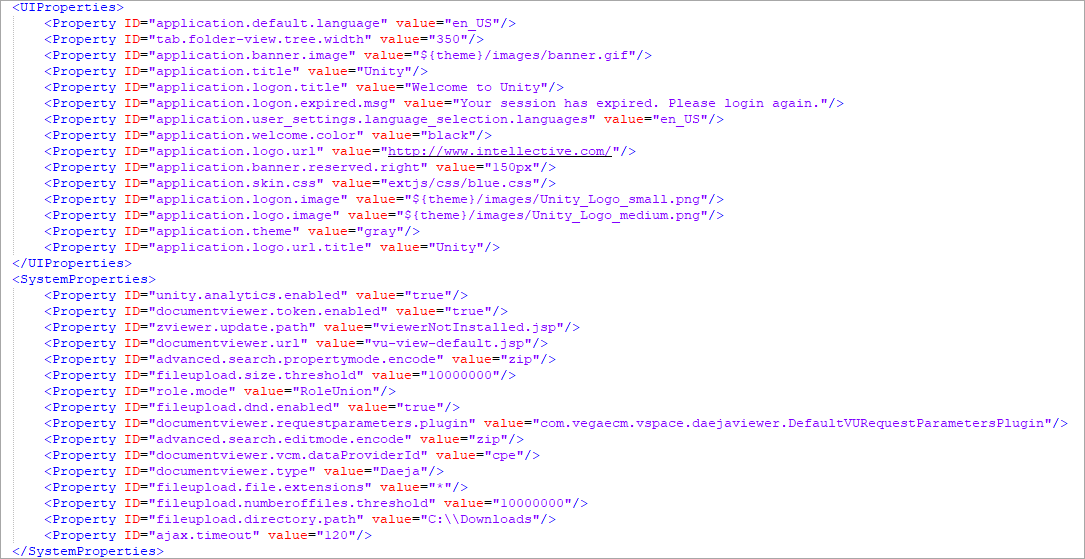 <UIProperties>
<Property ID="application.default.language" value="en_US"/>
<Property ID="tab.folder-view.tree.width" value="350"/>
<Property ID="application.banner.image" value="${theme}/images/banner.gif"/>
<Property ID="application.title" value="Unity"/>
<Property ID="application.logon.title" value="Welcome to Unity"/>
<Property ID="application.logon.expired.msg" value="Your session has expired. Please login again."/>
<Property ID="application.user_settings.language_selection.languages" value="en_US"/>
<Property ID="application.welcome.color" value="black"/>
<Property ID="application.logo.url" value="http://www.intellective.com/"/>
<Property ID="application.banner.reserved.right" value="150px"/>
<Property ID="application.skin.css" value="extjs/css/blue.css"/>
<Property ID="application.logon.image" value="${theme}/images/Unity_Logo_small.png"/>
<Property ID="application.logo.image" value="${theme}/images/Unity_Logo_medium.png"/>
<Property ID="application.theme" value="gray"/>
<Property ID="application.logo.url.title" value="Unity"/>
</UIProperties>
<SystemProperties>
<Property ID="unity.analytics.enabled" value="true"/>
<Property ID="documentviewer.token.enabled" value="true"/>
<Property ID="zviewer.update.path" value="viewerNotInstalled.jsp"/>
<Property ID="documentviewer.url" value="vu-view-default.jsp"/>
<Property ID="advanced.search.propertymode.encode" value="zip"/>
<Property ID="fileupload.size.threshold" value="10000000"/>
<Property ID="role.mode" value="RoleUnion"/>
<Property ID="fileupload.dnd.enabled" value="true"/>
<Property ID="documentviewer.requestparameters.plugin" value="com.vegaecm.vspace.daejaviewer.DefaultVURequestParametersPlugin"/>
<Property ID="advanced.search.editmode.encode" value="zip"/>
<Property ID="documentviewer.vcm.dataProviderId" value="cpe"/>
<Property ID="documentviewer.type" value="Daeja"/>
<Property ID="fileupload.file.extensions" value="*"/>
<Property ID="fileupload.numberoffiles.threshold" value="10000000"/>
<Property ID="fileupload.directory.path" value="C:\\Downloads"/>
<Property ID="ajax.timeout" value="120"/>
</SystemProperties>